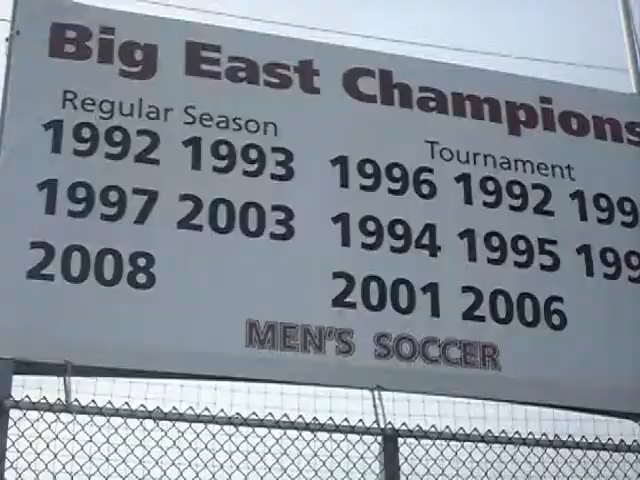 Big East Champions
Regular Season
Tournament
1992 1993 1996 1992
1997 2003 1994 1995
2008 2001 2006
MEN'S SOCCER